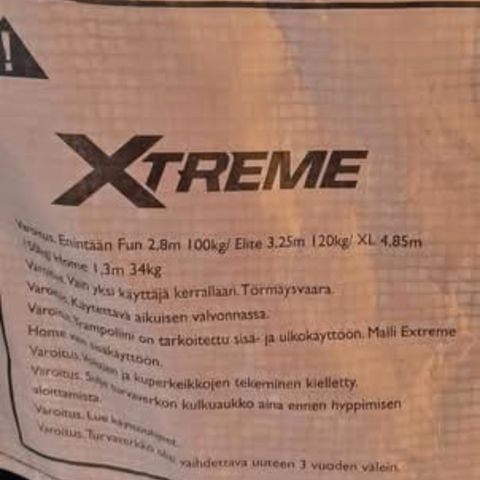 XTREME
Varoitus. Enintään Fun 2,8m 100kg/ Elite 3,25m 120kg/ XL 4,85m
150kg/ Home 1,3m 34kg
Varoitus. Vain yksi käyttäjä kerrallaan. Törmäysvaara.
Varoitus. Käytettävä aikuisen valvonnassa.
Varoitus. Trampoliini on tarkoitettu sisä- ja ulkokäyttöön. Malli Extreme
Home vain sisäkäyttöön.
Varoitus. Volttien ja kuperkeikkojen tekeminen kielletty.
Varoitus. Sulje turvaverkon kulkuaukko aina ennen hyppimisen
aloittamista.
Varoitus. Lue käyttöohjeet.
Varoitus. Turvaverkko olisi vaihdettava uuteen 3 vuoden välein.